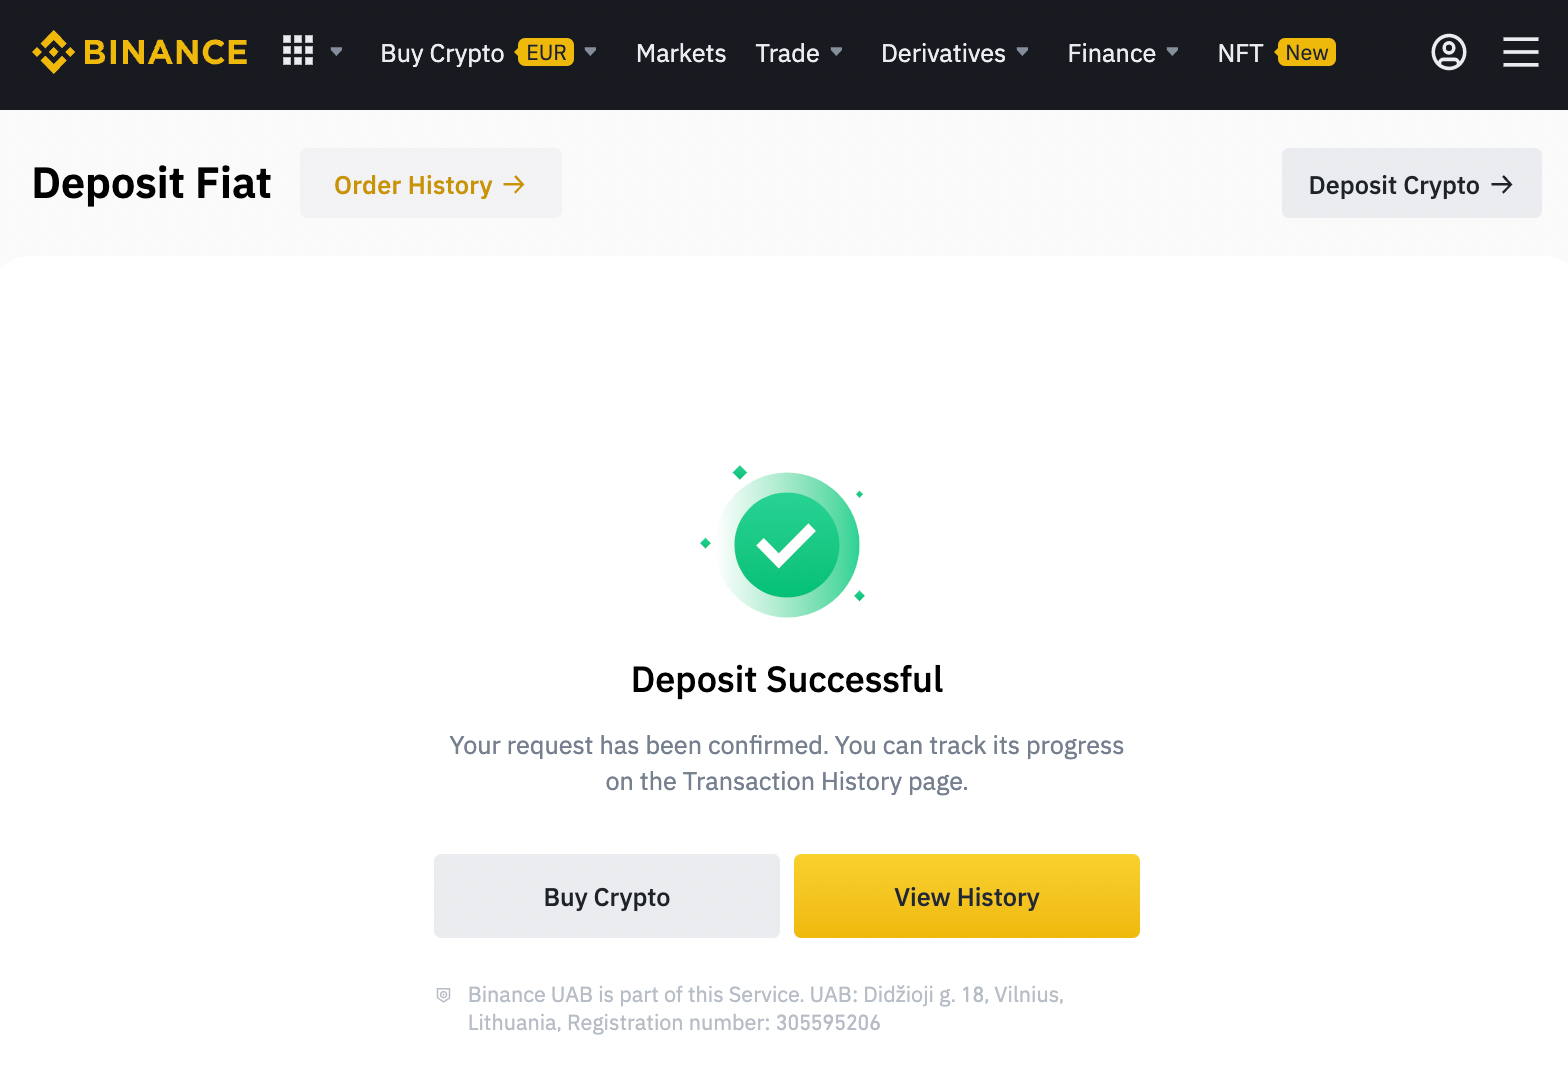 BINANCE
Buy Crypto EUR
Markets
Trade
Derivatives
Finance
NFT New
Deposit Fiat
Order History →
Deposit Crypto →
Deposit Successful
Your request has been confirmed. You can track its progress
on the Transaction History page.
Buy Crypto
View History
Binance UAB is part of this Service. UAB: Didžioji g. 18, Vilnius,
Lithuania, Registration number: 305595206